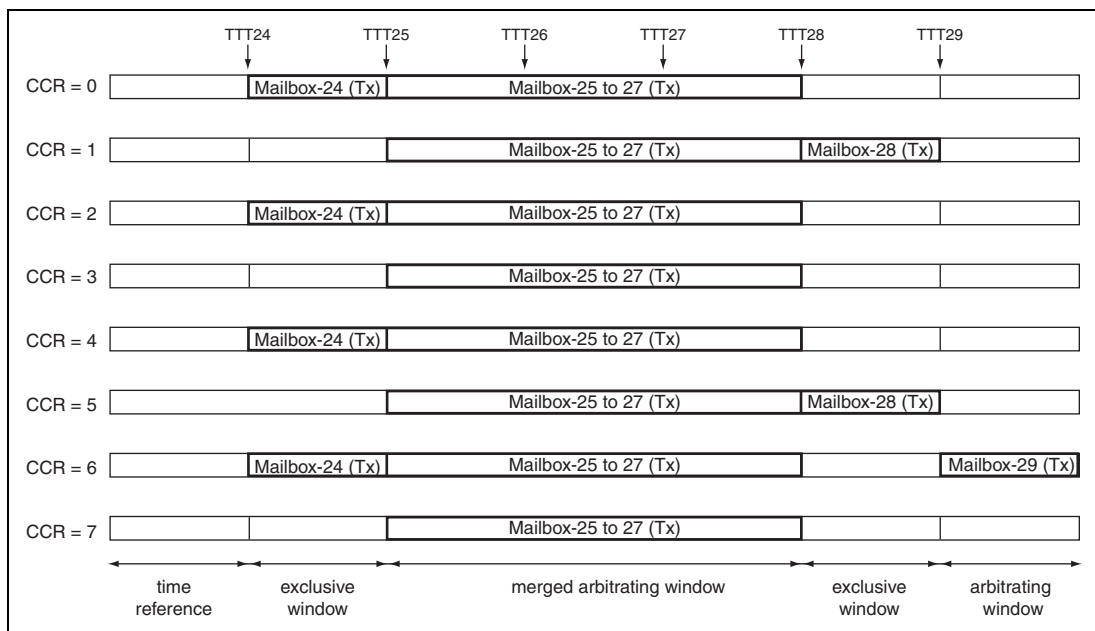 TTT24 TTT25 TTT26 TTT27 TTT28 TTT29
CCR = 0 Mailbox-24 (Tx) Mailbox-25 to 27 (Tx)
CCR = 1 Mailbox-25 to 27 (Tx) Mailbox-28 (Tx)
CCR = 2 Mailbox-24 (Tx) Mailbox-25 to 27 (Tx)
CCR = 3 Mailbox-25 to 27 (Tx)
CCR = 4 Mailbox-24 (Tx) Mailbox-25 to 27 (Tx)
CCR = 5 Mailbox-25 to 27 (Tx) Mailbox-28 (Tx)
CCR = 6 Mailbox-24 (Tx) Mailbox-25 to 27 (Tx) Mailbox-29 (Tx)
CCR = 7 Mailbox-25 to 27 (Tx)
time exclusive merged arbitrating window exclusive arbitrating
reference window window window